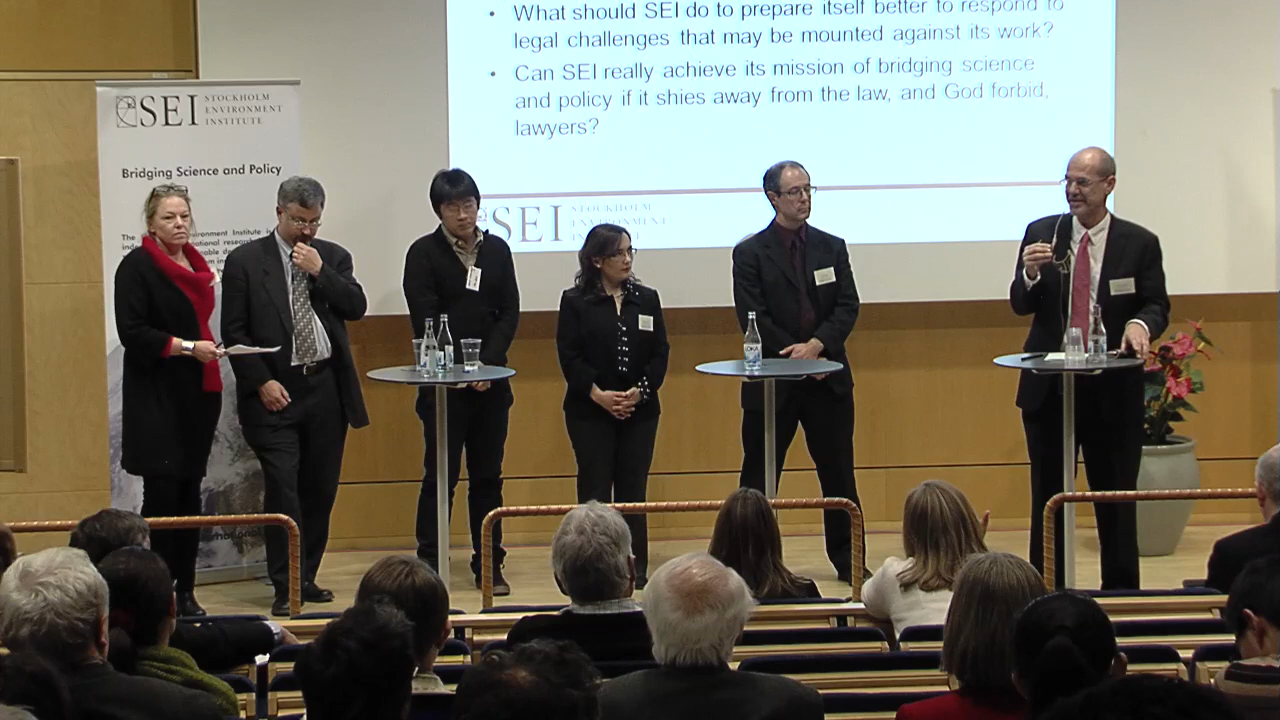 • What should SEI do to prepare itself better to respond to
legal challenges that may be mounted against its work?
• Can SEI really achieve its mission of bridging science
and policy if it shies away from the law, and God forbid,
lawyers?
SEI STOCKHOLM
ENVIRONMENT
INSTITUTE
Bridging Science and Policy
SEI STOCKHOLM
ENVIRONMENT
LOKA